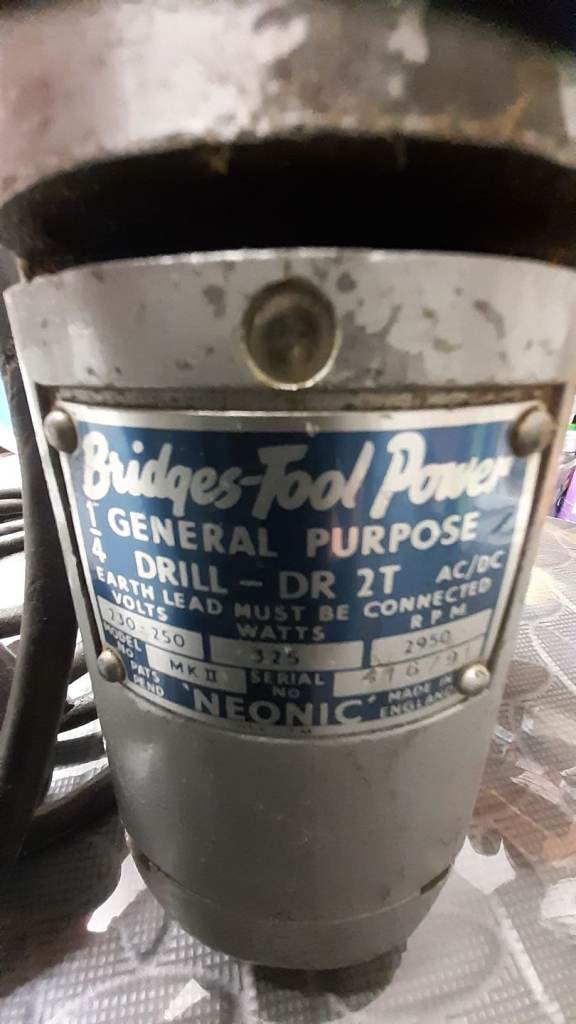 Bridges-Tool Power
1/4 GENERAL PURPOSE
DRILL - DR 2T AC/DC
EARTH LEAD MUST BE CONNECTED
VOLTS WATTS R P M
230-250 325 2950
MODEL NO MK II SERIAL NO
PATS PEND 'NEONIC' MADE IN ENGLAND